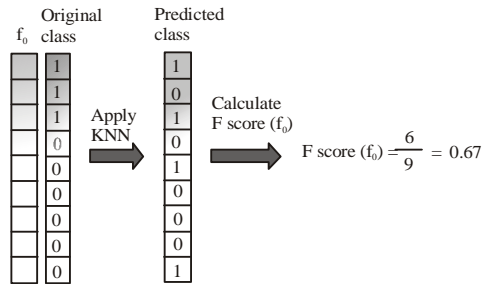 Original Predicted
f₀ class class
1
1
1
0
0
0
0
0
0
Apply
KNN
1
0
1
0
1
0
0
0
1
Calculate
F score (f₀)
F score (f₀) = 6/9 = 0.67